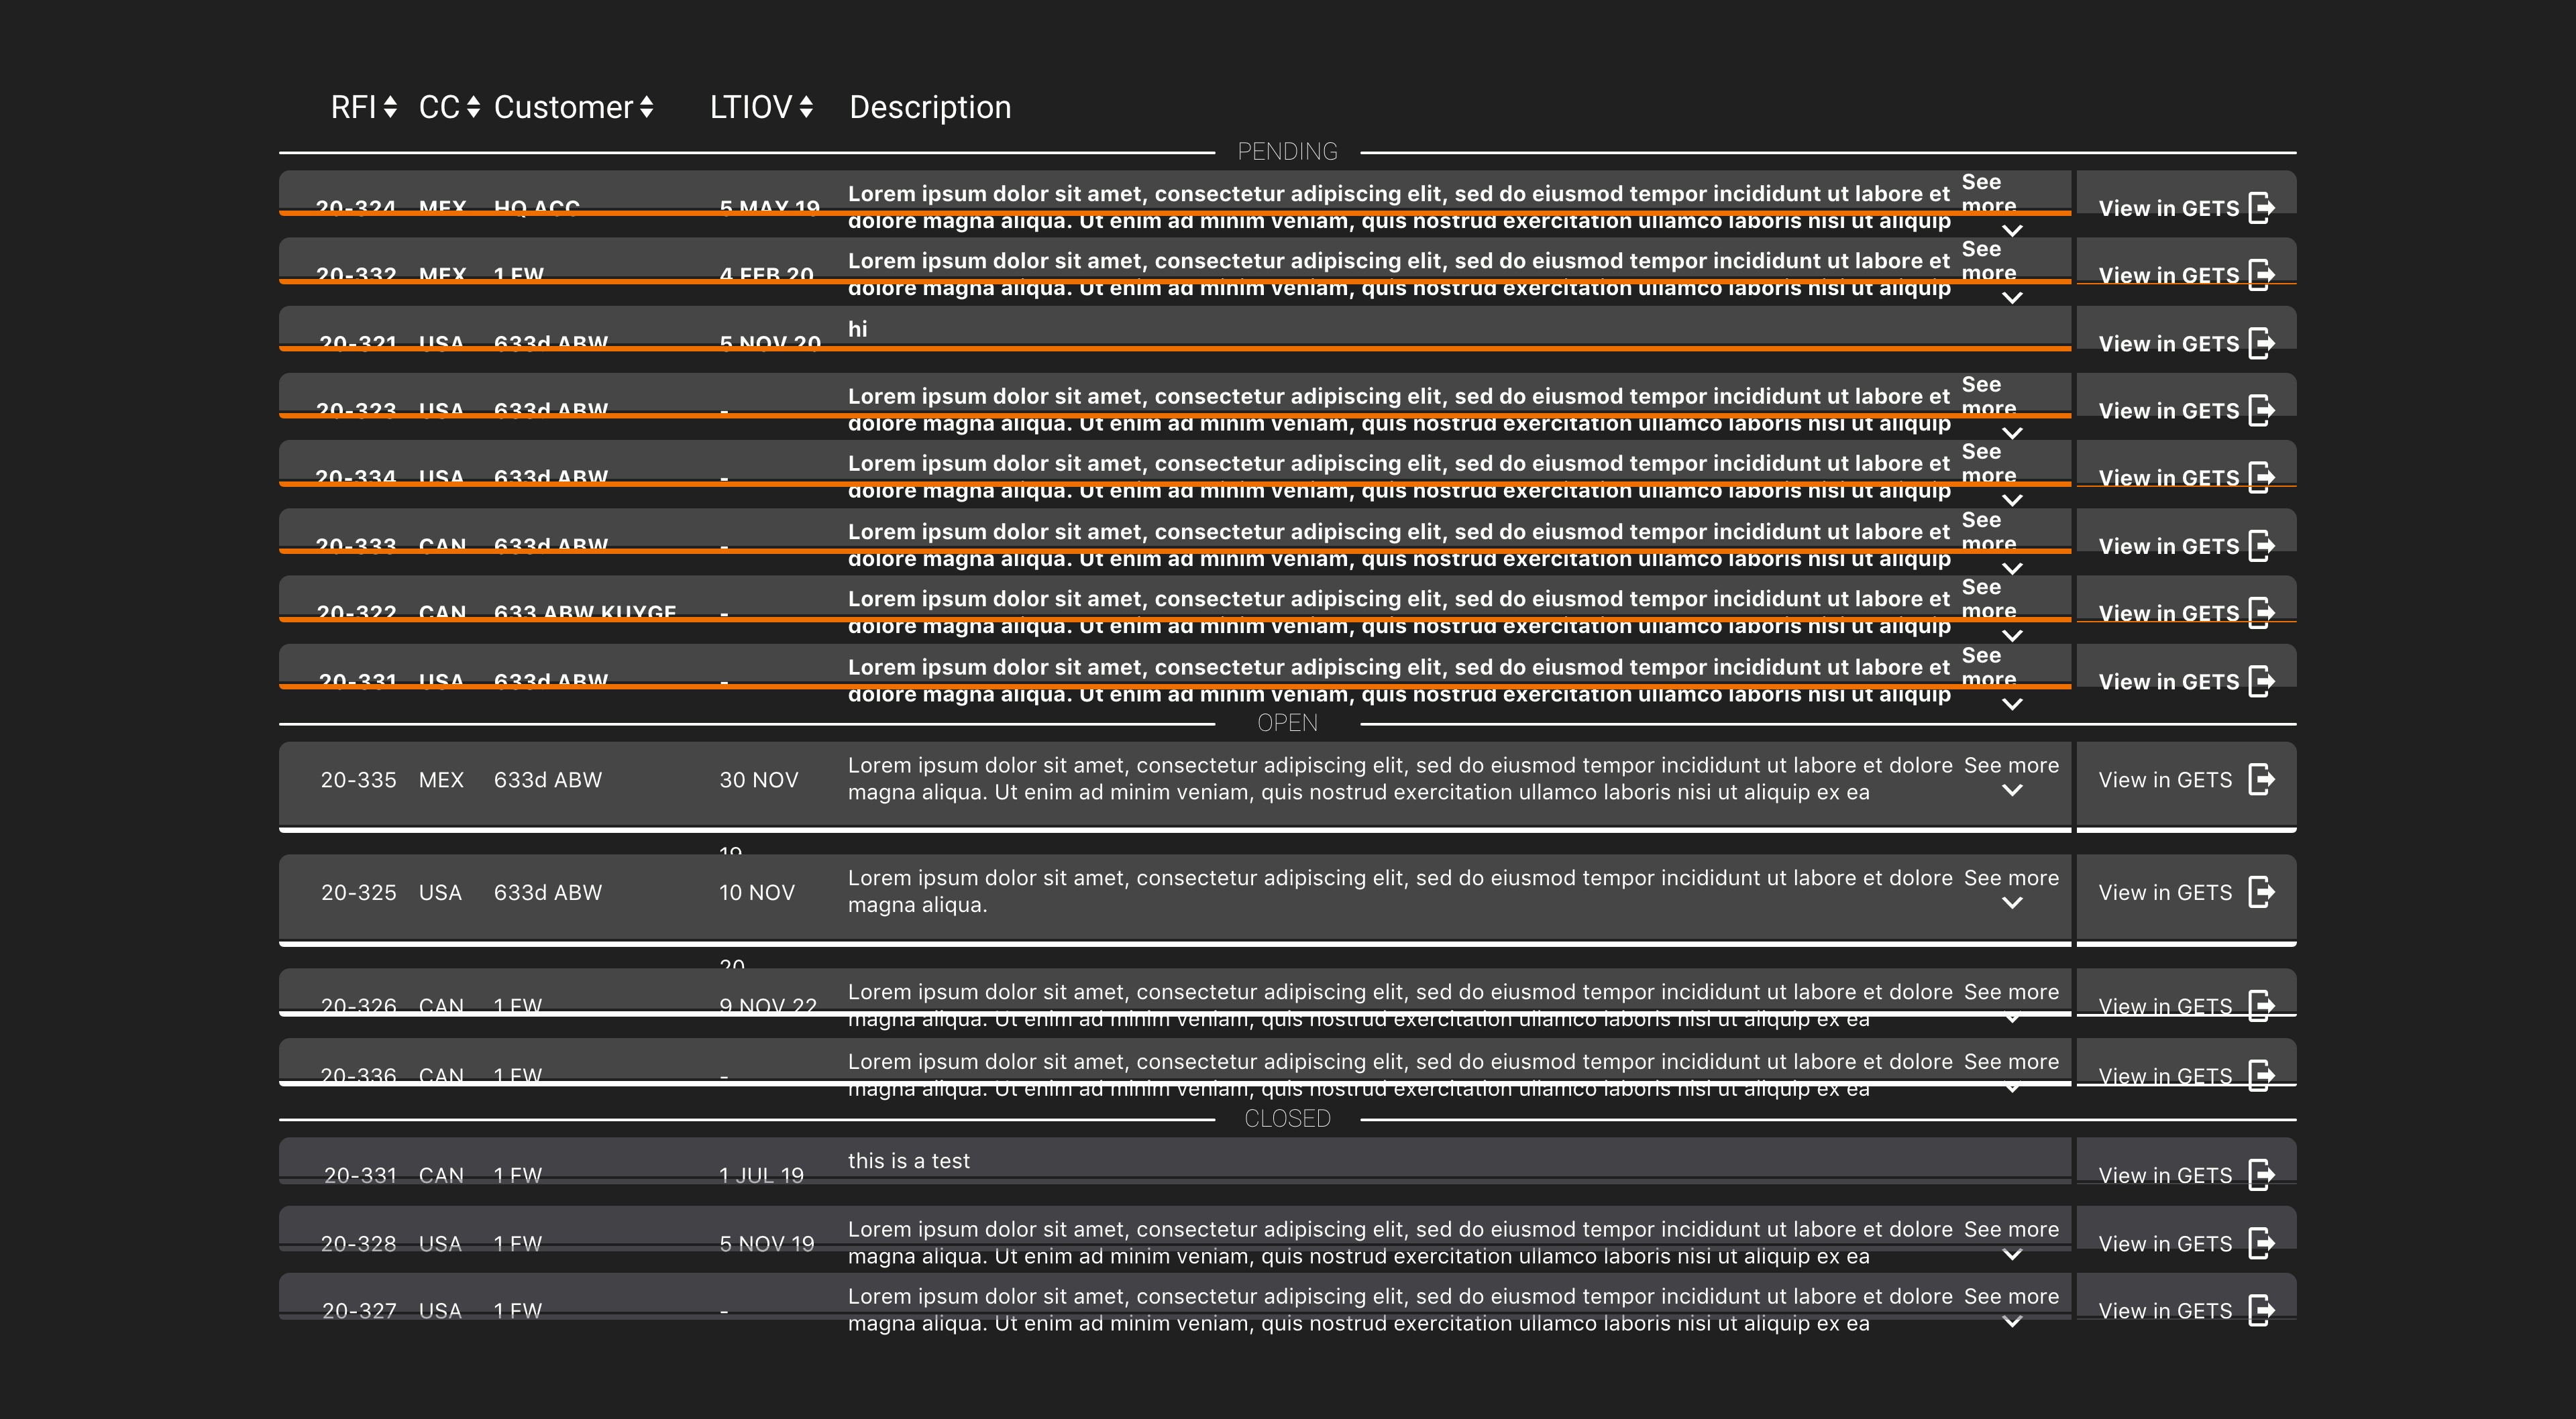 RFI CC Customer LTIOV Description
PENDING
20-324 MEX HQ ACC 5 MAY 19 Lorem ipsum dolor sit amet, consectetur adipiscing elit, sed do eiusmod tempor incididunt ut labore et See more View in GETS
dolore magna aliqua. Ut enim ad minim veniam, quis nostrud exercitation ullamco laboris nisi ut aliquip
20-332 MEX 1 FW 4 FEB 20 Lorem ipsum dolor sit amet, consectetur adipiscing elit, sed do eiusmod tempor incididunt ut labore et See more View in GETS
dolore magna aliqua. Ut enim ad minim veniam, quis nostrud exercitation ullamco laboris nisi ut aliquip
20-321 USA 633d ABW 5 NOV 20 hi View in GETS
20-323 USA 633d ABW - Lorem ipsum dolor sit amet, consectetur adipiscing elit, sed do eiusmod tempor incididunt ut labore et See more View in GETS
dolore magna aliqua. Ut enim ad minim veniam, quis nostrud exercitation ullamco laboris nisi ut aliquip
20-334 USA 633d ABW - Lorem ipsum dolor sit amet, consectetur adipiscing elit, sed do eiusmod tempor incididunt ut labore et See more View in GETS
dolore magna aliqua. Ut enim ad minim veniam, quis nostrud exercitation ullamco laboris nisi ut aliquip
20-333 CAN 633d ABW - Lorem ipsum dolor sit amet, consectetur adipiscing elit, sed do eiusmod tempor incididunt ut labore et See more View in GETS
dolore magna aliqua. Ut enim ad minim veniam, quis nostrud exercitation ullamco laboris nisi ut aliquip
20-322 CAN 633 ABW KUYGE - Lorem ipsum dolor sit amet, consectetur adipiscing elit, sed do eiusmod tempor incididunt ut labore et See more View in GETS
dolore magna aliqua. Ut enim ad minim veniam, quis nostrud exercitation ullamco laboris nisi ut aliquip
20-331 USA 633d ABW - Lorem ipsum dolor sit amet, consectetur adipiscing elit, sed do eiusmod tempor incididunt ut labore et See more View in GETS
dolore magna aliqua. Ut enim ad minim veniam, quis nostrud exercitation ullamco laboris nisi ut aliquip
OPEN
20-335 MEX 633d ABW 30 NOV Lorem ipsum dolor sit amet, consectetur adipiscing elit, sed do eiusmod tempor incididunt ut labore et dolore See more View in GETS
magna aliqua. Ut enim ad minim veniam, quis nostrud exercitation ullamco laboris nisi ut aliquip ex ea
19
20-325 USA 633d ABW 10 NOV Lorem ipsum dolor sit amet, consectetur adipiscing elit, sed do eiusmod tempor incididunt ut labore et dolore See more View in GETS
magna aliqua.
20
20-326 CAN 1 FW 9 NOV 22 Lorem ipsum dolor sit amet, consectetur adipiscing elit, sed do eiusmod tempor incididunt ut labore et dolore See more View in GETS
magna aliqua. Ut enim ad minim veniam, quis nostrud exercitation ullamco laboris nisi ut aliquip ex ea
20-336 CAN 1 FW - Lorem ipsum dolor sit amet, consectetur adipiscing elit, sed do eiusmod tempor incididunt ut labore et dolore See more View in GETS
magna aliqua. Ut enim ad minim veniam, quis nostrud exercitation ullamco laboris nisi ut aliquip ex ea
CLOSED
20-331 CAN 1 FW 1 JUL 19 this is a test View in GETS
20-328 USA 1 FW 5 NOV 19 Lorem ipsum dolor sit amet, consectetur adipiscing elit, sed do eiusmod tempor incididunt ut labore et dolore See more View in GETS
magna aliqua. Ut enim ad minim veniam, quis nostrud exercitation ullamco laboris nisi ut aliquip ex ea
20-327 USA 1 FW - Lorem ipsum dolor sit amet, consectetur adipiscing elit, sed do eiusmod tempor incididunt ut labore et dolore See more View in GETS
magna aliqua. Ut enim ad minim veniam, quis nostrud exercitation ullamco laboris nisi ut aliquip ex ea